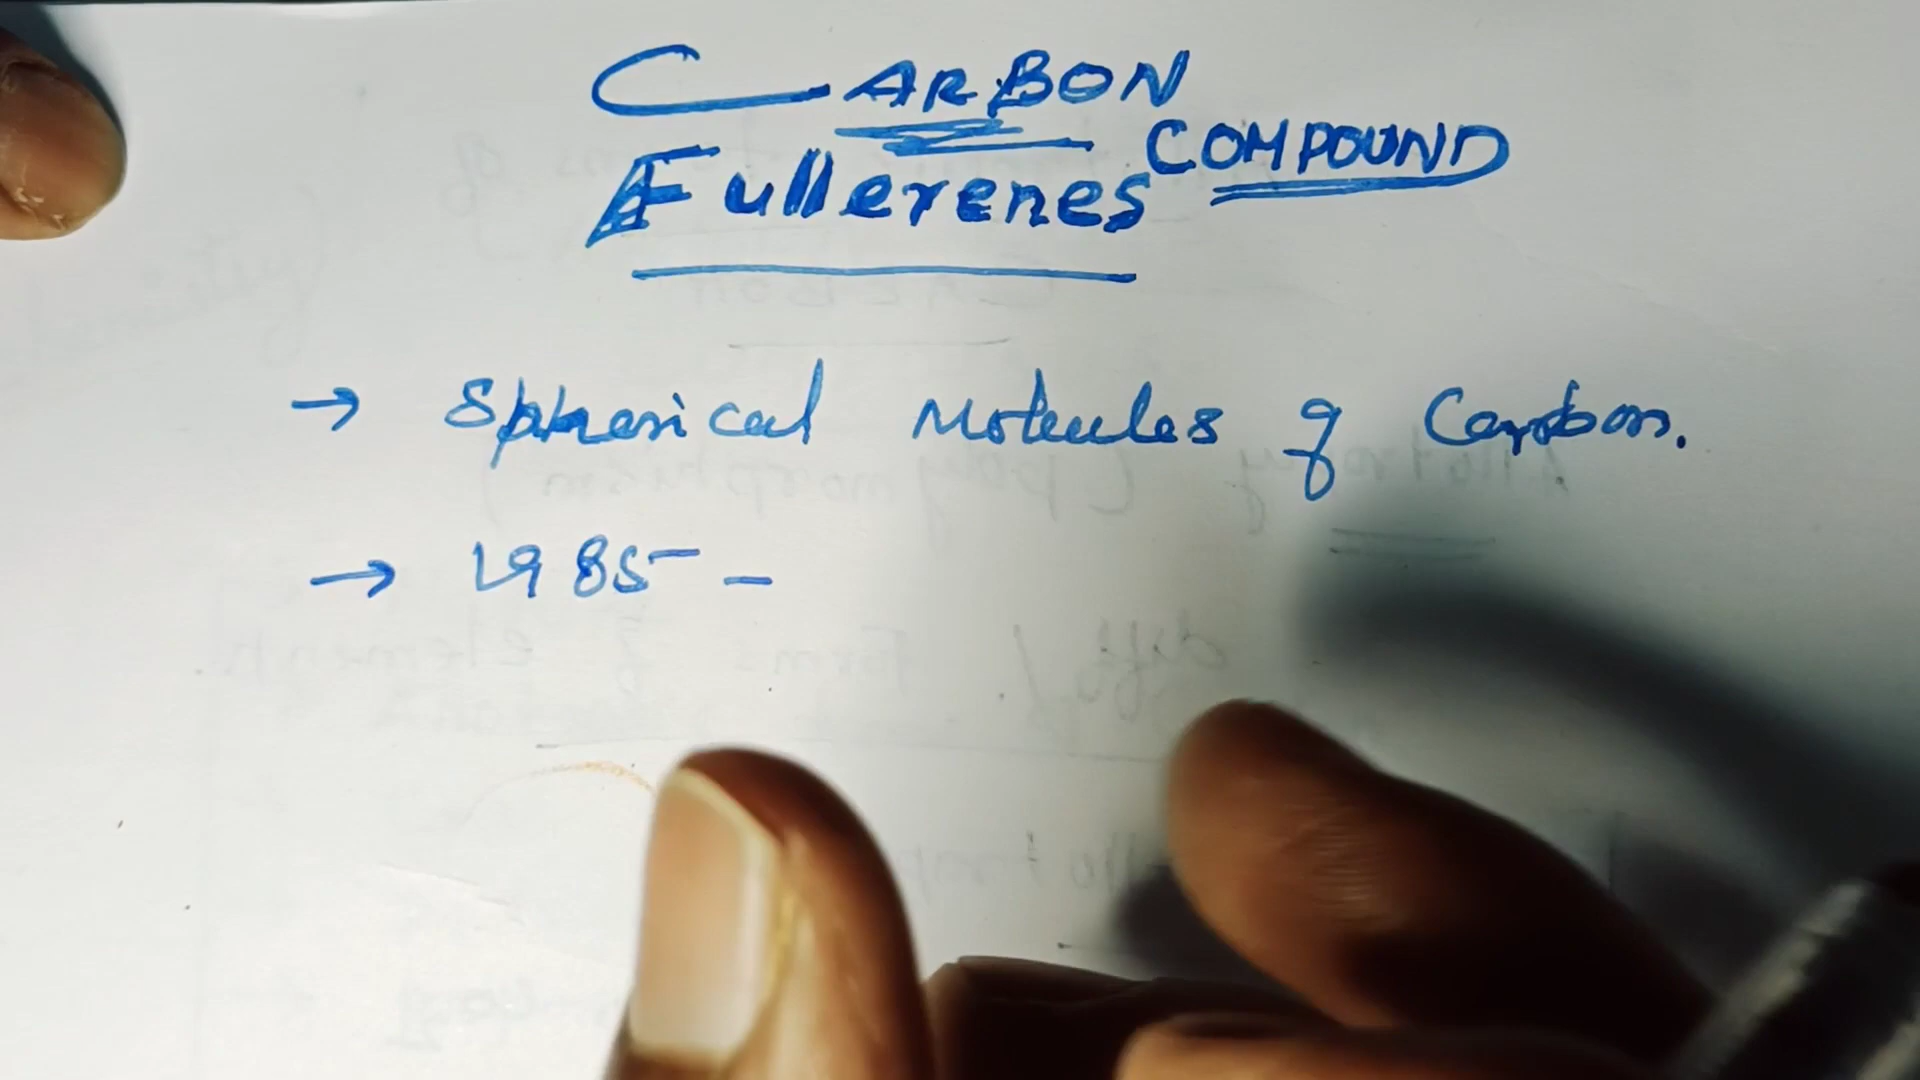 CARBON
COMPOUND
Fullerenes
→ Spherical Molecules of Carbon.
→ 1985 -